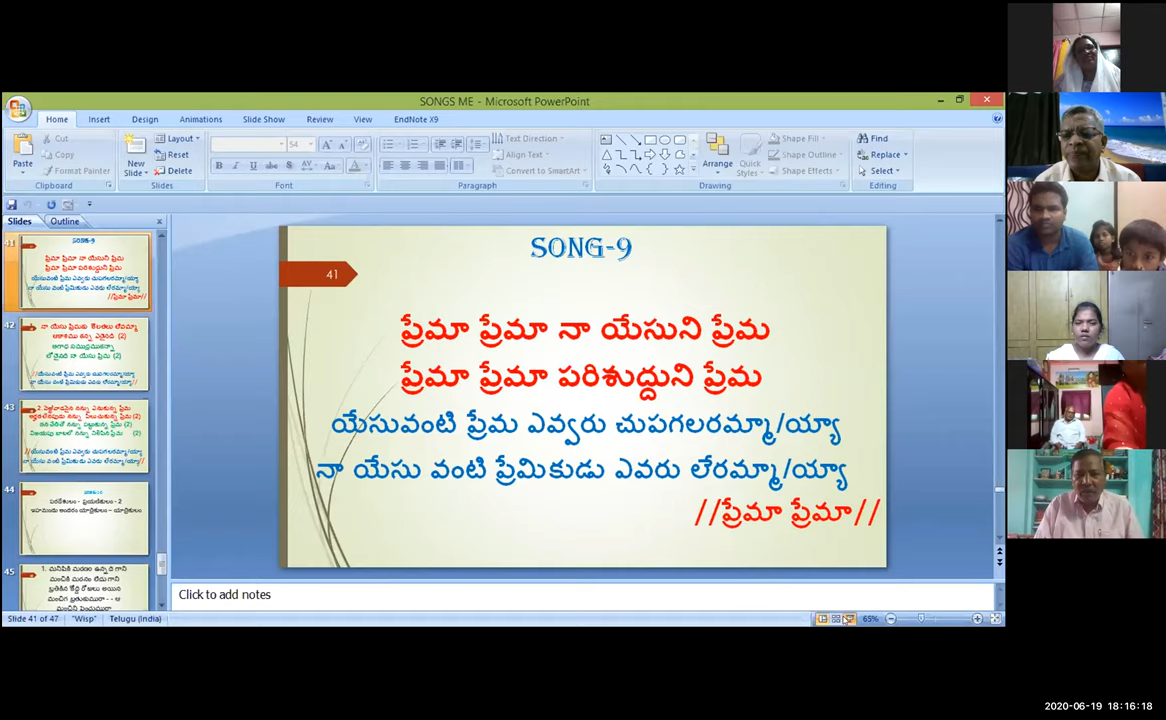 SONGS ME - Microsoft PowerPoint
Home Insert Design Slide Show Animations Review View EndNote X9
Cut
Copy
Format Painter
Paste
Clipboard
New Slide
Layout
Reset
Delete
Slides
54
Font
Paragraph
Text Direction
Align Text
Convert to SmartArt
Arrange
Quick Styles
Shape Fill
Shape Outline
Shape Effects
Drawing
Find
Replace
Select
Editing
Slides Outline
41
42
43
44
45
SONG-9
41
ప్రేమా ప్రేమా నా యేసుని ప్రేమ
ప్రేమా ప్రేమా పరిశుద్దుని ప్రేమ
యేసువంటి ప్రేమ ఎవ్వరు చుపగలరమ్మా/య్యా
నా యేసు వంటి ప్రేమికుడు ఎవరు లేరమ్మా/య్యా
//ప్రేమా ప్రేమా//
Click to add notes
Slide 41 of 47 "Wisp" Telugu (India) 65%
2020-06-19 18:16:18